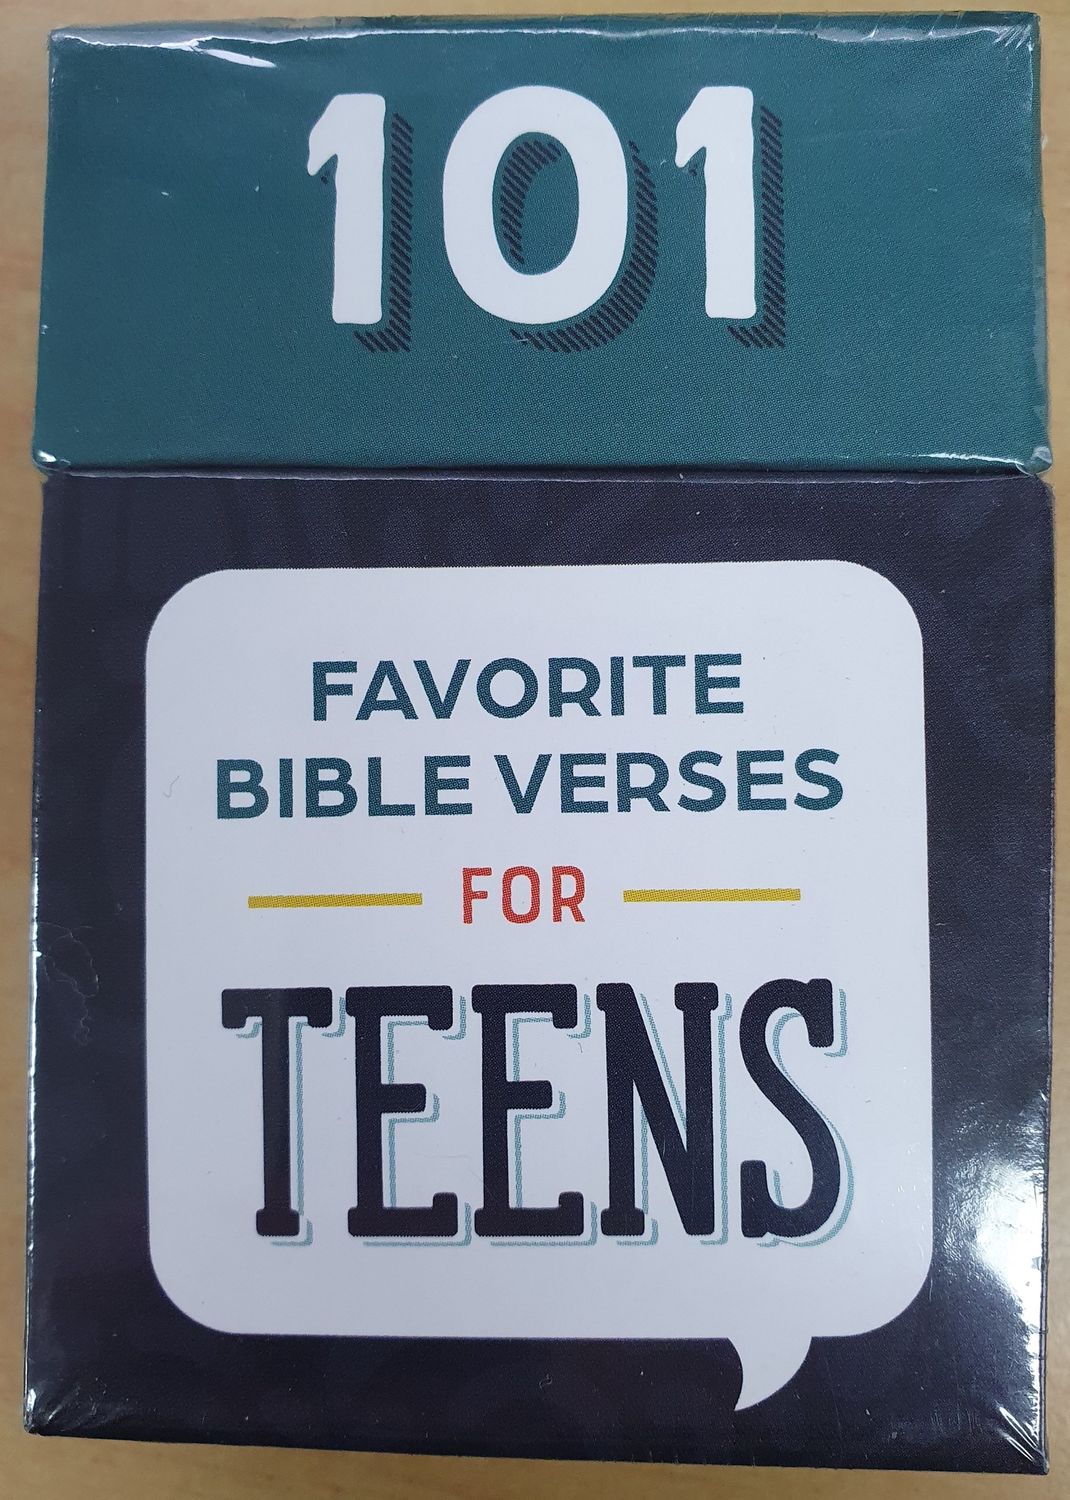 101
FAVORITE
BIBLE VERSES
FOR
TEENS